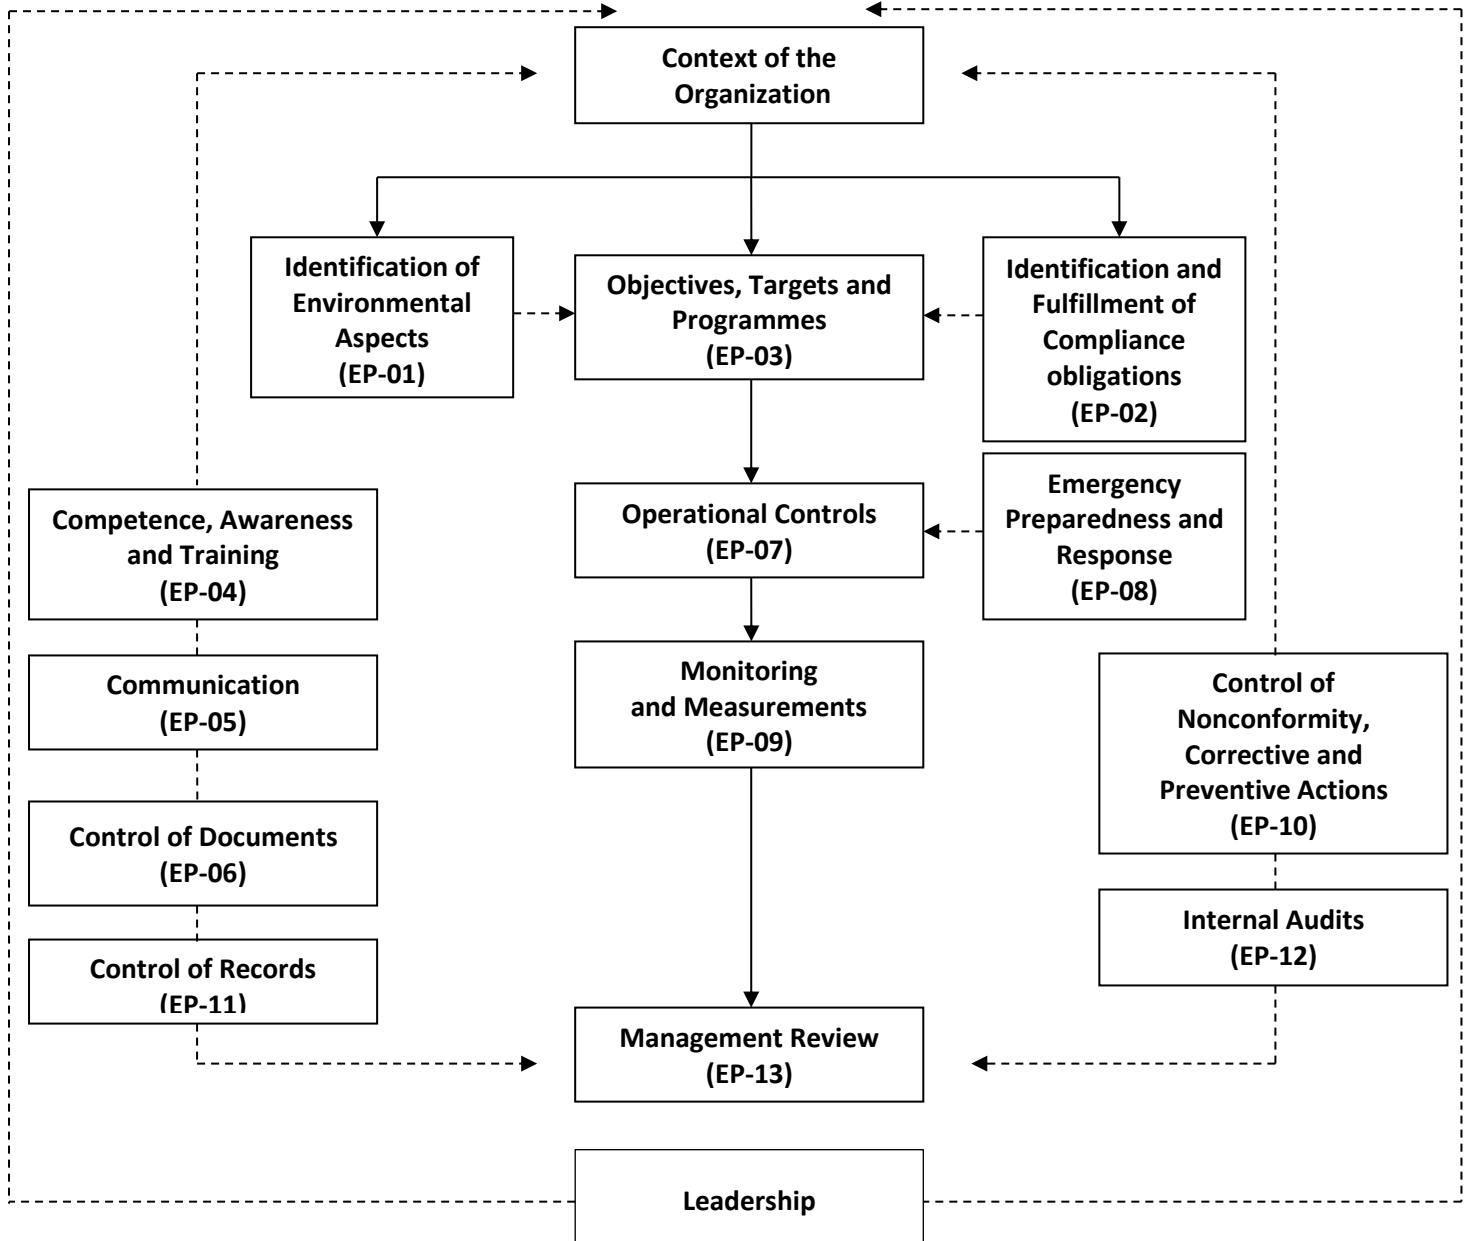 Context of the
Organization
Identification of
Environmental
Aspects
(EP-01)
Objectives, Targets and
Programmes
(EP-03)
Identification and
Fulfillment of
Compliance
obligations
(EP-02)
Competence, Awareness
and Training
(EP-04)
Operational Controls
(EP-07)
Emergency
Preparedness and
Response
(EP-08)
Communication
(EP-05)
Monitoring
and Measurements
(EP-09)
Control of
Nonconformity,
Corrective and
Preventive Actions
(EP-10)
Control of Documents
(EP-06)
Internal Audits
(EP-12)
Control of Records
(EP-11)
Management Review
(EP-13)
Leadership